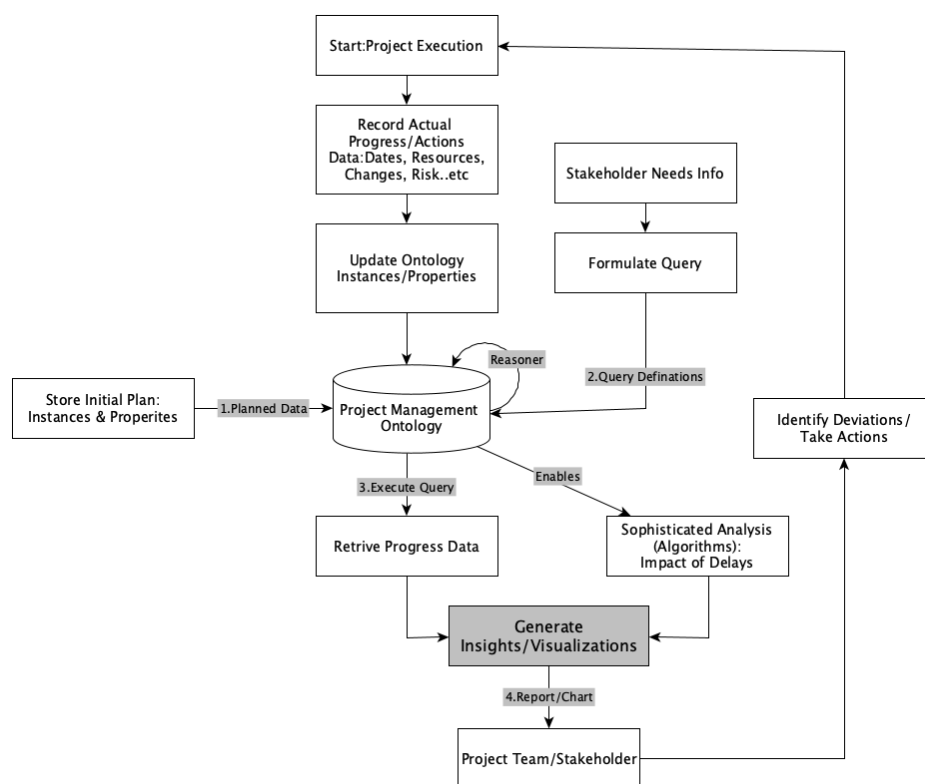 Start:Project Execution
Record Actual
Progress/Actions
Data:Dates, Resources,
Changes, Risk..etc
Stakeholder Needs Info
Update Ontology
Instances/Properties
Formulate Query
Reasoner
2.Query Definations
Store Initial Plan:
Instances & Properites
1.Planned Data
Project Management
Ontology
Identify Deviations/
Take Actions
3.Execute Query
Enables
Retrive Progress Data
Sophisticated Analysis
(Algorithms):
Impact of Delays
Generate
Insights/Visualizations
4.Report/Chart
Project Team/Stakeholder